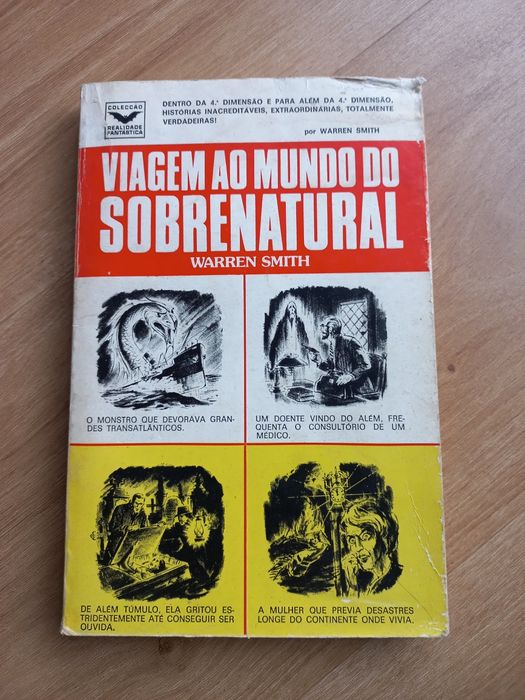 COLECÇÃO
REALIDADE
FANTÁSTICA
DENTRO DA 4.ª DIMENSÃO E PARA ALÉM DA 4.ª DIMENSÃO,
HISTÓRIAS INACREDITÁVEIS, EXTRAORDINÁRIAS, TOTALMENTE
VERDADEIRAS!
por WARREN SMITH
VIAGEM AO MUNDO DO
SOBRENATURAL
WARREN SMITH
O MONSTRO QUE DEVORAVA GRAN-
DES TRANSATLÂNTICOS.
UM DOENTE VINDO DO ALÉM, FRE-
QUENTA O CONSULTÓRIO DE UM
MÉDICO.
DE ALÉM TÚMULO, ELA GRITOU ES-
TRIDENTEMENTE ATÉ CONSEGUIR SER
OUVIDA.
A MULHER QUE PREVIA DESASTRES
LONGE DO CONTINENTE ONDE VIVIA.